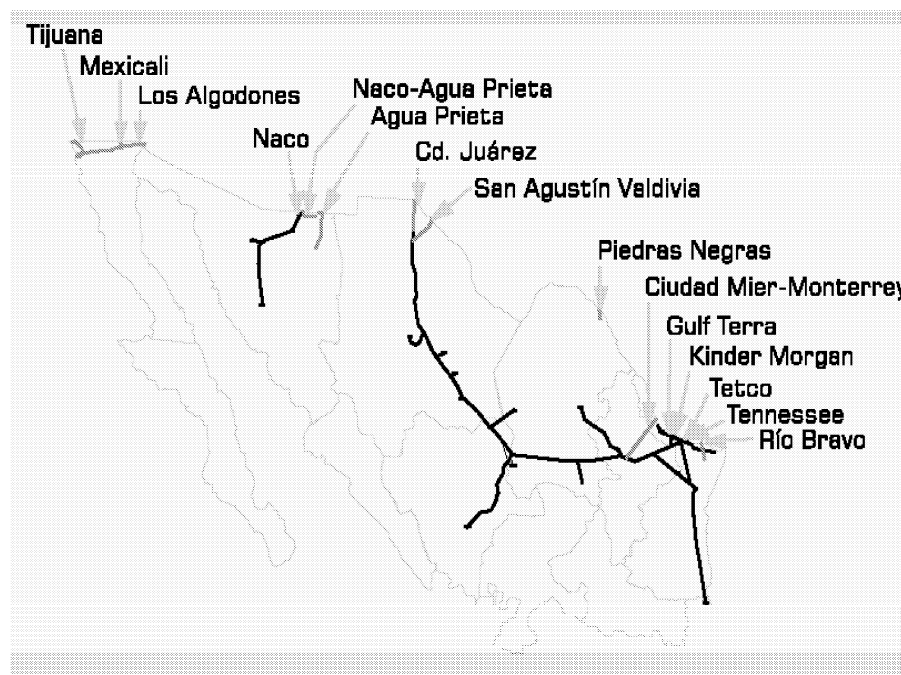 Tijuana
Mexicali
Los Algodones
Naco-Agua Prieta
Agua Prieta
Naco
Cd. Juárez
San Agustín Valdivia
Piedras Negras
Ciudad Mier-Monterrey
Gulf Terra
Kinder Morgan
Tetco
Tennessee
Río Bravo